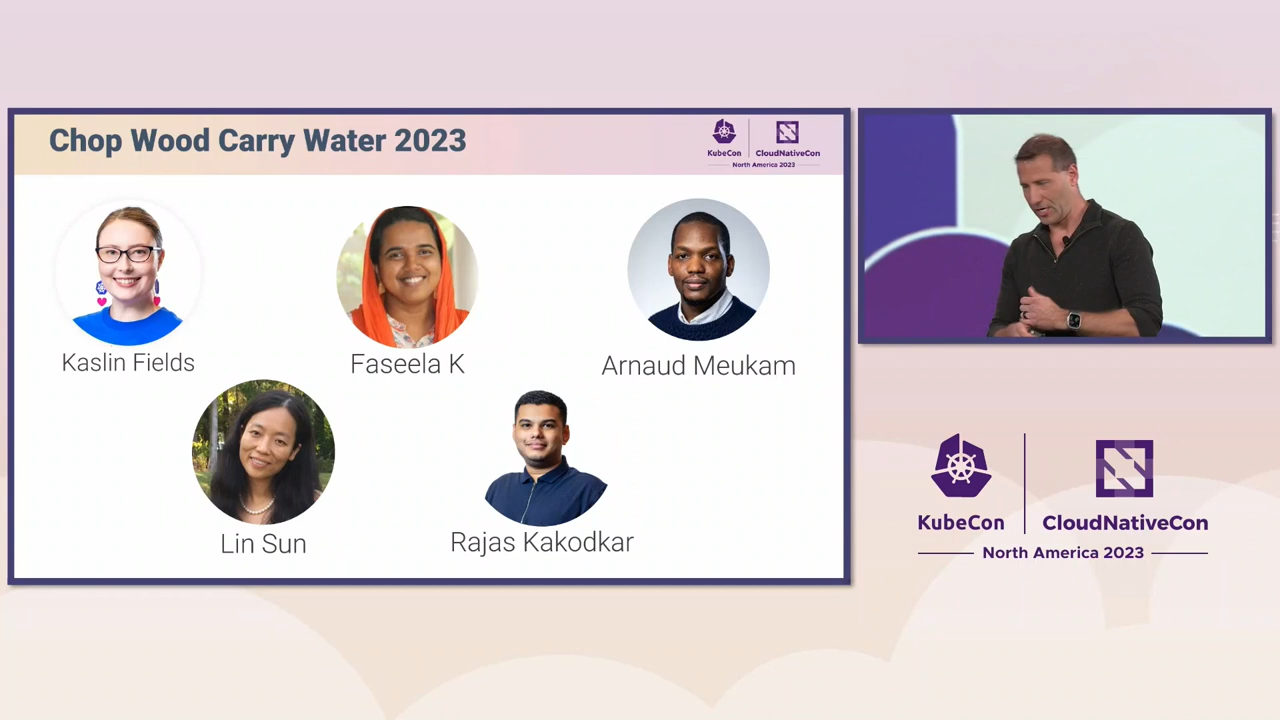 Chop Wood Carry Water 2023
KubeCon
CloudNativeCon
North America 2023
Kaslin Fields
Faseela K
Arnaud Meukam
Lin Sun
Rajas Kakodkar
KubeCon
CloudNativeCon
North America 2023